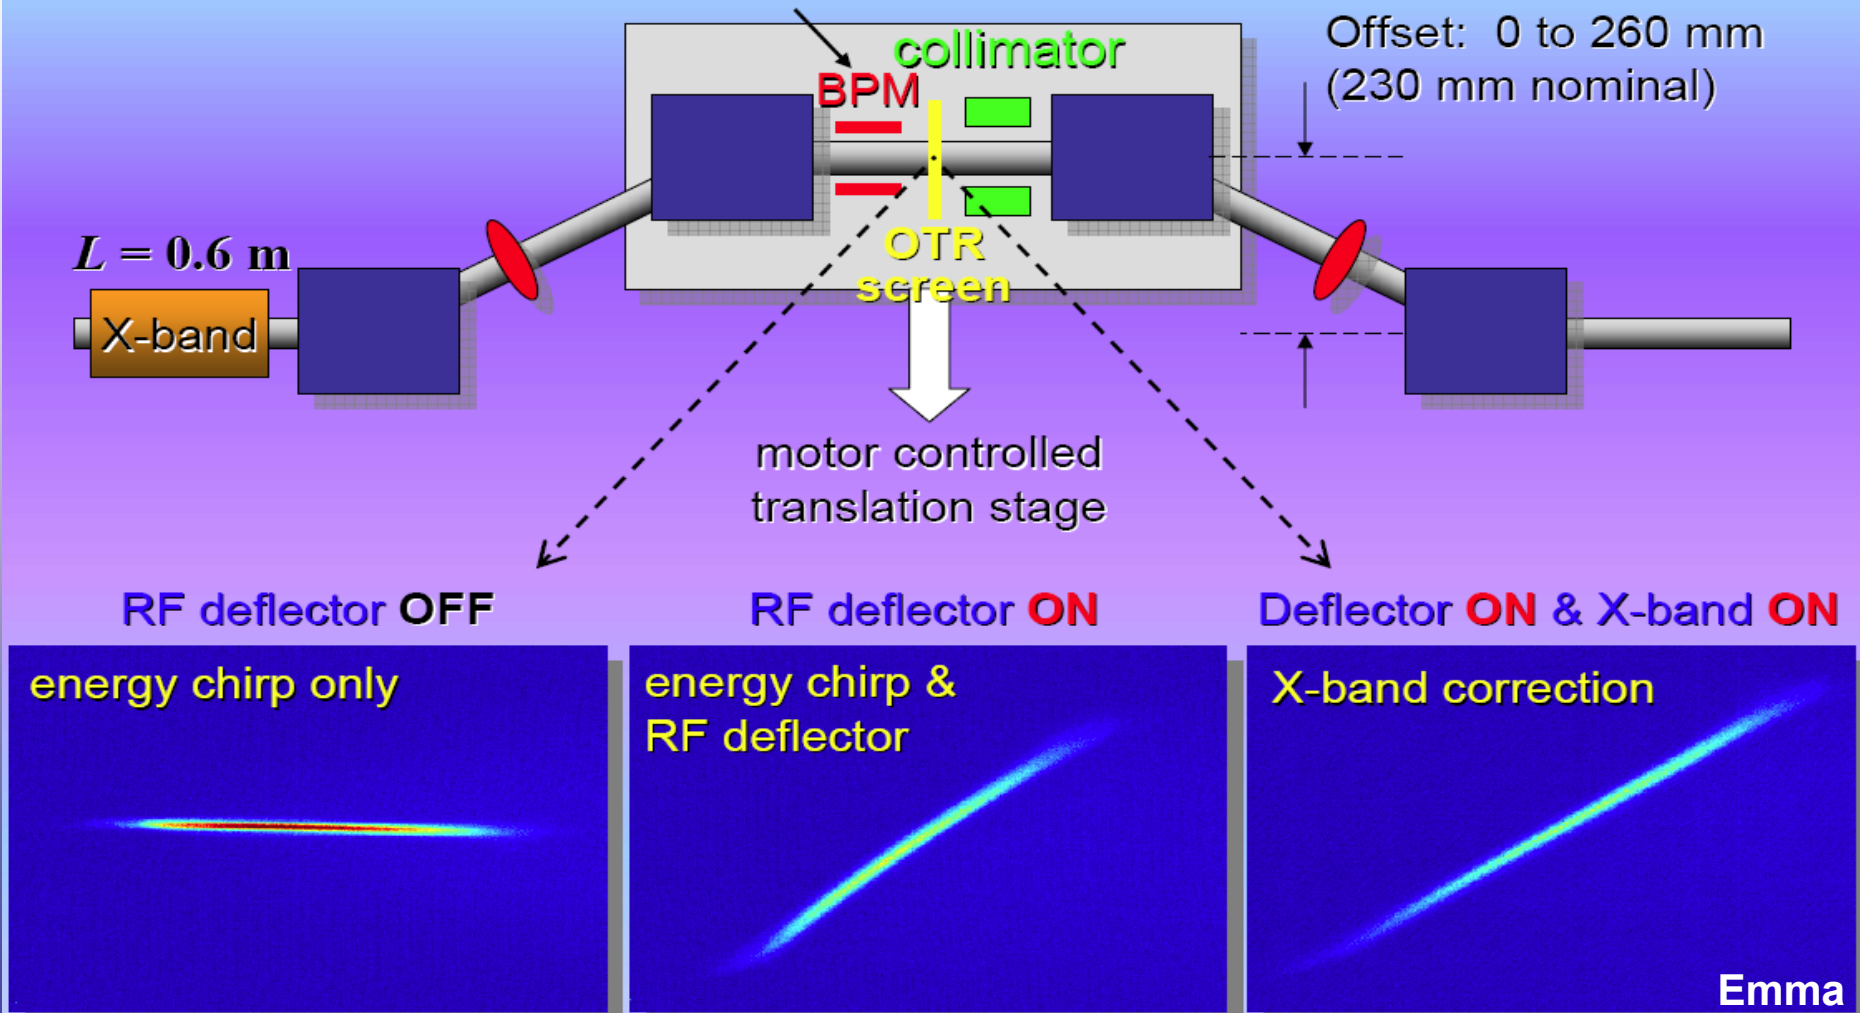 collimator
BPM
Offset: 0 to 260 mm
(230 mm nominal)
L = 0.6 m
X-band
OTR
screen
motor controlled
translation stage
RF deflector OFF
RF deflector ON
Deflector ON & X-band ON
energy chirp only
energy chirp &
RF deflector
X-band correction
Emma